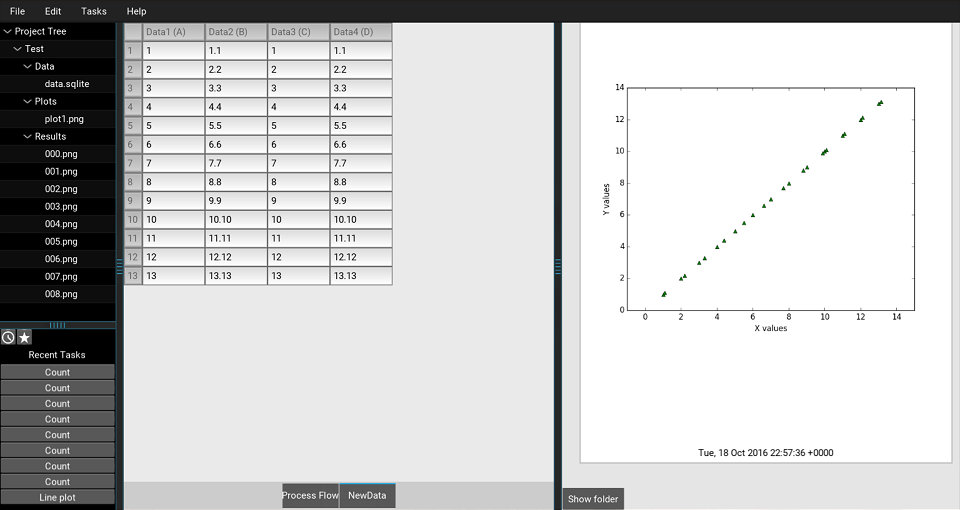 File Edit Tasks Help
Project Tree
Test
Data
data.sqlite
Plots
plot1.png
Results
000.png
001.png
002.png
003.png
004.png
005.png
006.png
007.png
008.png
Recent Tasks
Count
Count
Count
Count
Count
Count
Count
Count
Line plot
Data1 (A) Data2 (B) Data3 (C) Data4 (D)
1 1 1.1 1 1.1
2 2 2.2 2 2.2
3 3 3.3 3 3.3
4 4 4.4 4 4.4
5 5 5.5 5 5.5
6 6 6.6 6 6.6
7 7 7.7 7 7.7
8 8 8.8 8 8.8
9 9 9.9 9 9.9
10 10 10.10 10 10.10
11 11 11.11 11 11.11
12 12 12.12 12 12.12
13 13 13.13 13 13.13
Process Flow NewData
14
12
10
8
6
4
2
0
Y values
0 2 4 6 8 10 12 14
X values
Tue, 18 Oct 2016 22:57:36 +0000
Show folder